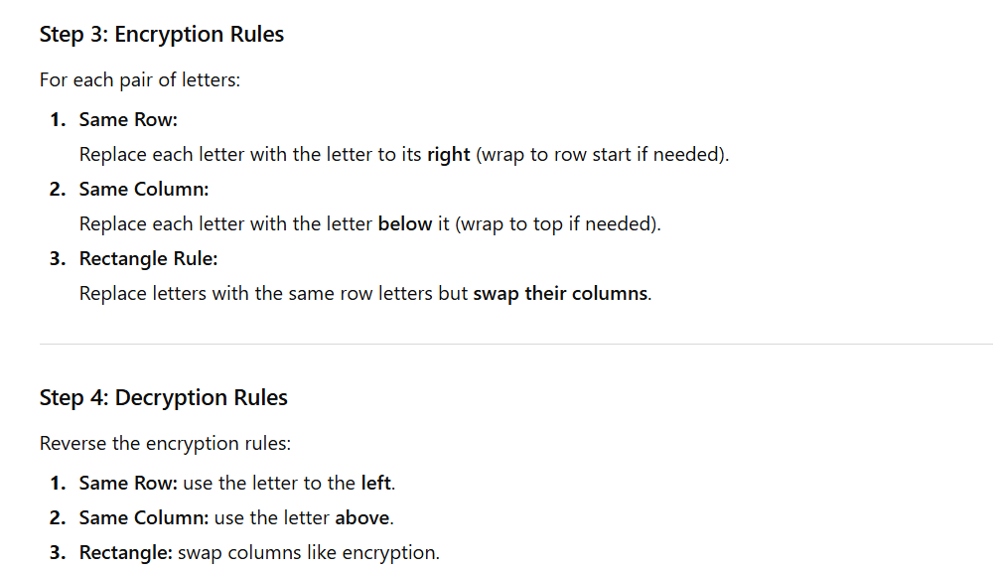 Step 3: Encryption Rules
For each pair of letters:
1. Same Row:
Replace each letter with the letter to its right (wrap to row start if needed).
2. Same Column:
Replace each letter with the letter below it (wrap to top if needed).
3. Rectangle Rule:
Replace letters with the same row letters but swap their columns.
Step 4: Decryption Rules
Reverse the encryption rules:
1. Same Row: use the letter to the left.
2. Same Column: use the letter above.
3. Rectangle: swap columns like encryption.